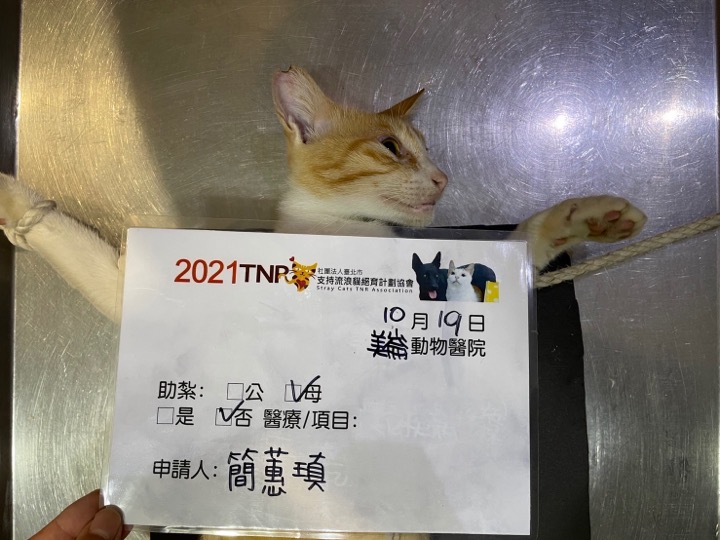 2021TNR
社團法人臺北市
支持流浪貓絕育計劃協會
Stray Cats TNR Association
10月19日
美崙動物醫院
助紮: □公 ☑母
□是 ☑否 醫療/項目:
申請人: 簡蕙瑱